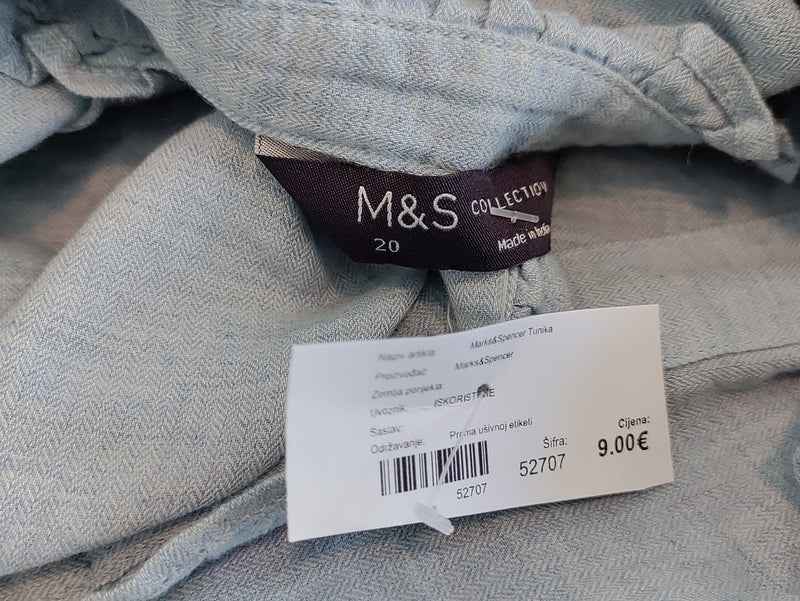 M&S COLLECTION
20
Made in India
Naziv artikla: Marks&Spencer Tunika
Proizvođač: Marks&Spencer
Zemlja porijekla:
Uvoznik: ISKORISTI ME
Sastav:
Održavanje: Prema ušivnoj etiketi
Šifra: Cijena:
52707 9.00€
52707